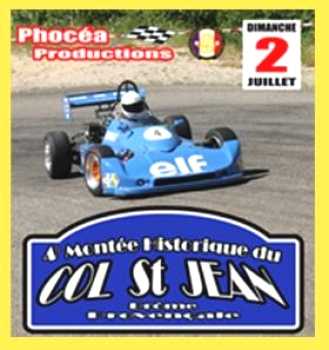 Phocéa
Productions
DIMANCHE
2
JUILLET
4
elf
4 Montée Historique du
COL St JEAN
Drôme
Provençale